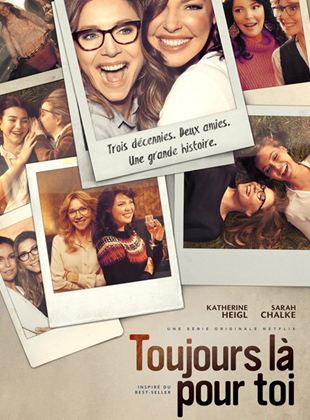 Trois décennies. Deux amies.
Une grande histoire.
KATHERINE HEIGL
SARAH CHALKE
UNE SÉRIE ORIGINALE NETFLIX
Toujours là
INSPIRÉ DU BEST-SELLER
pour toi